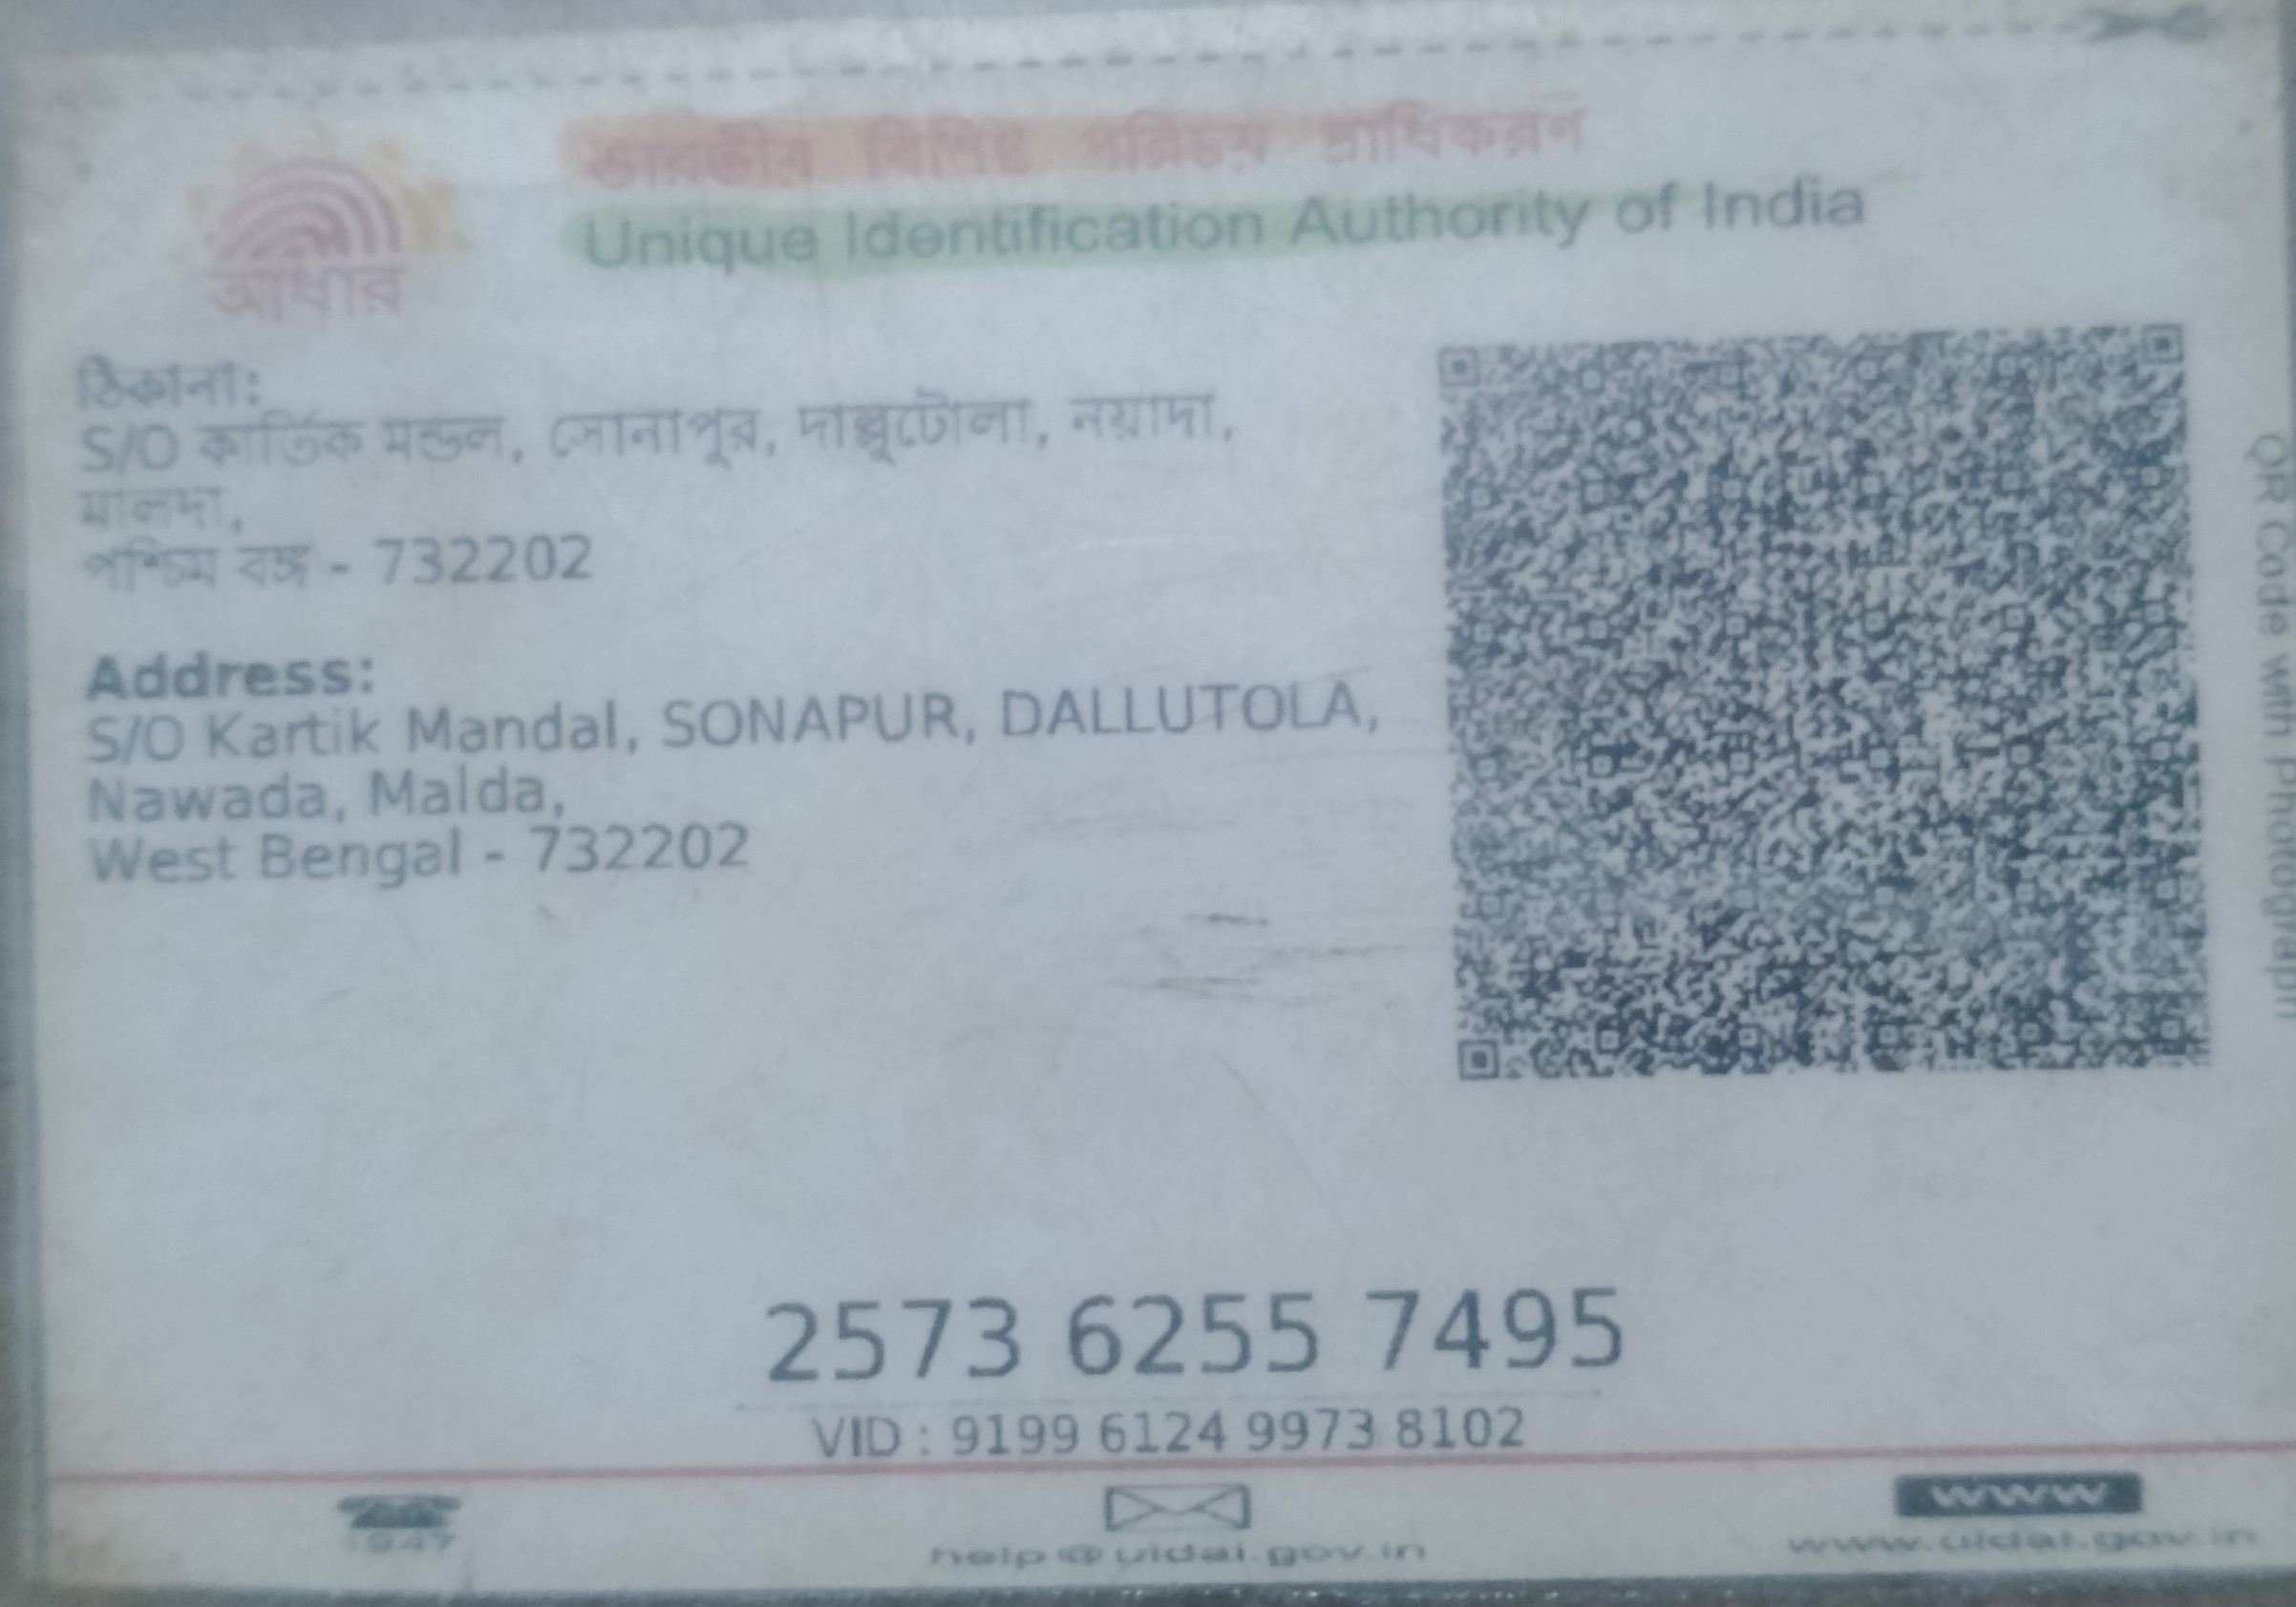 ভারতীয় বিশিষ্ট পরিচয় প্রাধিকরণ
Unique Identification Authority of India
আধার
ঠিকানা:
S/O কার্তিক মন্ডল, সোনাপুর, দাল্লুটোলা, নয়াদা,
মালদা,
পশ্চিম বঙ্গ - 732202
Address:
S/O Kartik Mandal, SONAPUR, DALLUTOLA,
Nawada, Malda,
West Bengal - 732202
QR Code with Photograph
2573 6255 7495
VID : 9199 6124 9973 8102
1947
help@uidai.gov.in
www
www.uidai.gov.in